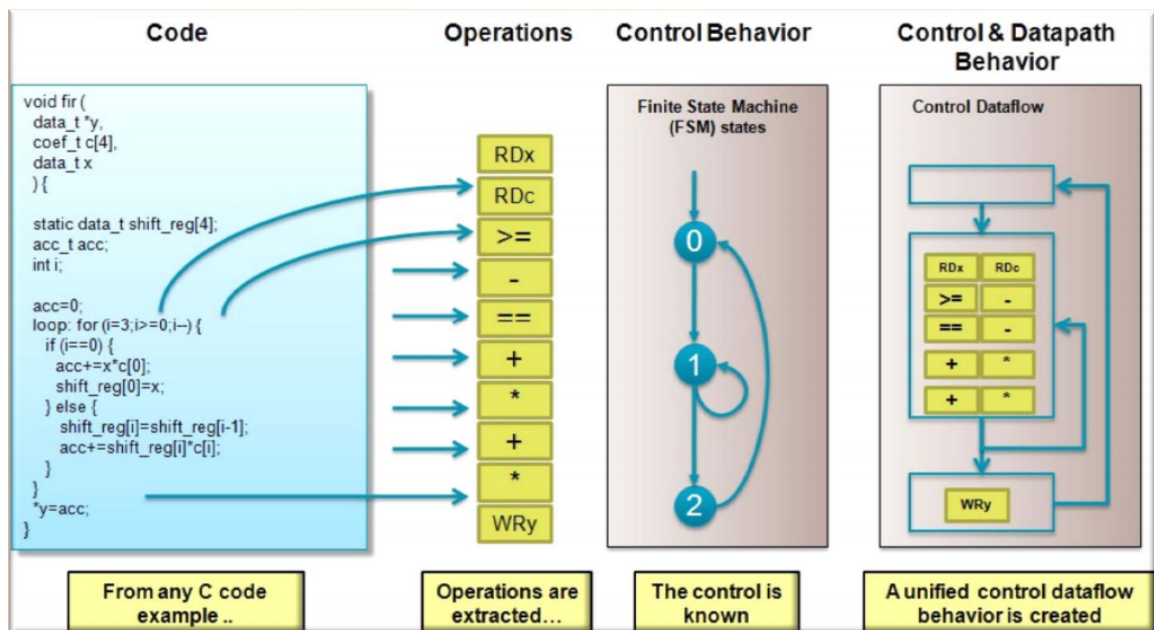 Code
Operations
Control Behavior
Control & Datapath
Behavior
void fir (
data_t *y,
coef_t c[4],
data_t x
) {
static data_t shift_reg[4];
acc_t acc;
int i;
acc=0;
loop: for (i=3;i>=0;i--) {
if (i==0) {
acc+=x*c[0];
shift_reg[0]=x;
} else {
shift_reg[i]=shift_reg[i-1];
acc+=shift_reg[i]*c[i];
}
}
*y=acc;
}
RDx
RDc
>=
-
==
+
*
+
*
WRy
Finite State Machine
(FSM) states
0
1
2
Control Dataflow
RDx RDc
>= -
== -
+ *
+ *
WRy
From any C code
example ..
Operations are
extracted...
The control is
known
A unified control dataflow
behavior is created